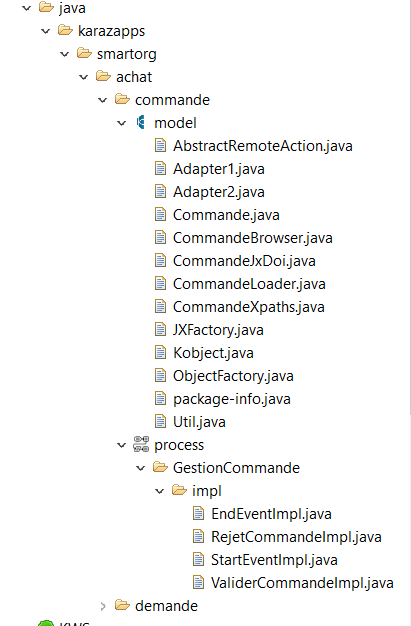 java
karazapps
smartorg
achat
commande
model
AbstractRemoteAction.java
Adapter1.java
Adapter2.java
Commande.java
CommandeBrowser.java
CommandeJxDoi.java
CommandeLoader.java
CommandeXpaths.java
JXFactory.java
Kobject.java
ObjectFactory.java
package-info.java
Util.java
process
GestionCommande
impl
EndEventImpl.java
RejetCommandeImpl.java
StartEventImpl.java
ValiderCommandeImpl.java
demande